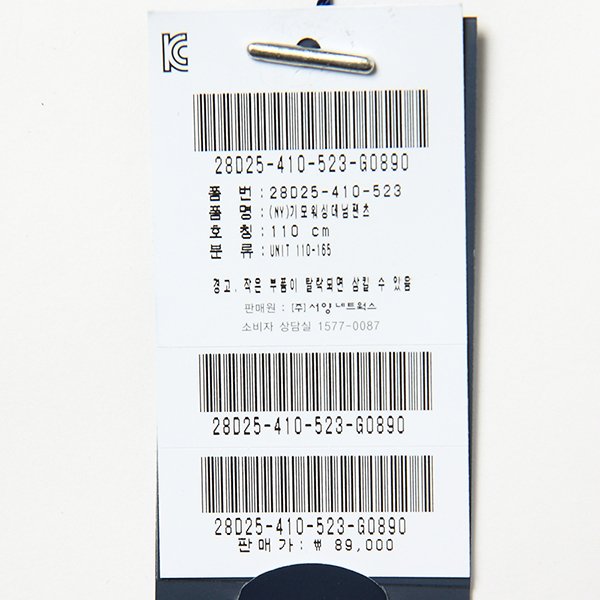 KC
28D25-410-523-G0890
품 번 : 28D25-410-523
품 명 : (NY)기모워싱데님팬츠
호 칭 : 110 cm
분 류 : UNIT 110-165
경고. 작은 부품이 탈락되면 삼킬 수 있음
판매원 : (주)서양네트웍스
소비자 상담실 1577-0087
28D25-410-523-G0890
28D25-410-523-G0890
판매가 : ₩ 89,000